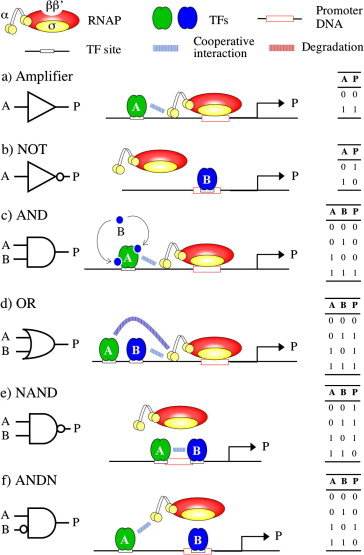 α
ββ'
σ
RNAP
TFs
Promoter
DNA
TF site
Cooperative
interaction
Degradation
a) Amplifier
A P
A
P
A P
0 0
1 1
b) NOT
A P
B
P
A P
0 1
1 0
c) AND
A
B
P
B
A
P
A B P
0 0 0
0 1 0
1 0 0
1 1 1
d) OR
A
B
P
A B
P
A B P
0 0 0
0 1 1
1 0 1
1 1 1
e) NAND
A
B
P
A B
P
A B P
0 0 1
0 1 1
1 0 1
1 1 0
f) ANDN
A
B
P
A
B
P
A B P
0 0 0
0 1 0
1 0 1
1 1 0